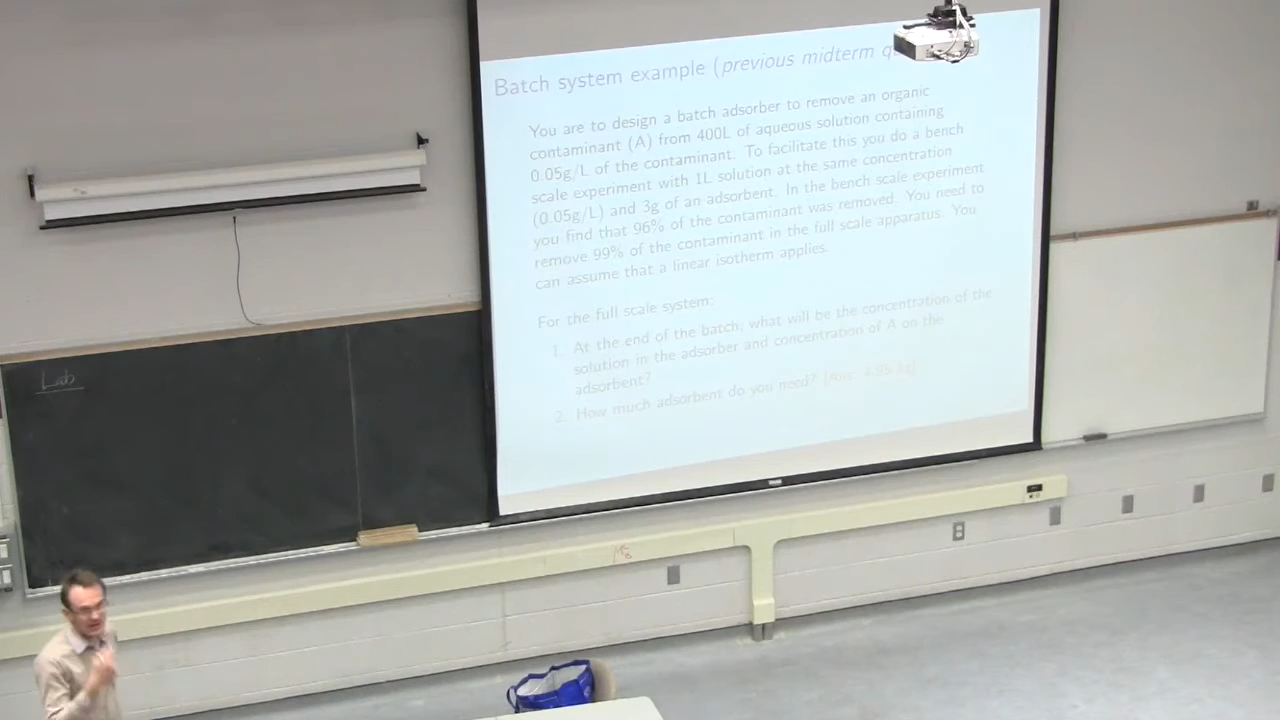 Batch system example (previous midterm
You are to design a batch adsorber to remove an organic
contaminant (A) from 400L of aqueous solution containing
0.05g/L of the contaminant. To facilitate this you do a bench
scale experiment with 1L solution at the same concentration
(0.05g/L) and 3g of an adsorbent. In the bench scale experiment
you find that 96% of the contaminant was removed. You need to
remove 99% of the contaminant in the full scale apparatus. You
can assume that a linear isotherm applies.
For the full scale system:
1. At the end of the batch, what will be the concentration of the
solution in the adsorber and concentration of A on the
adsorbent?
2. How much adsorbent do you need? [Ans: 4.95 kg]
Lab